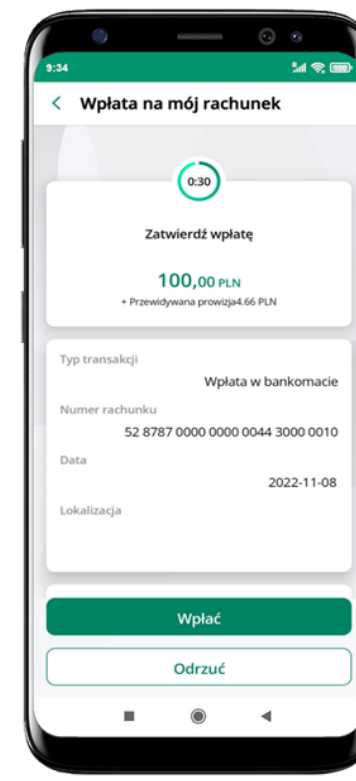 9:34
Wpłata na mój rachunek
0:30
Zatwierdź wpłatę
100,00 PLN
+ Przewidywana prowizja4.66 PLN
Typ transakcji
Wpłata w bankomacie
Numer rachunku
52 8787 0000 0000 0044 3000 0010
Data
2022-11-08
Lokalizacja
Wpłać
Odrzuć